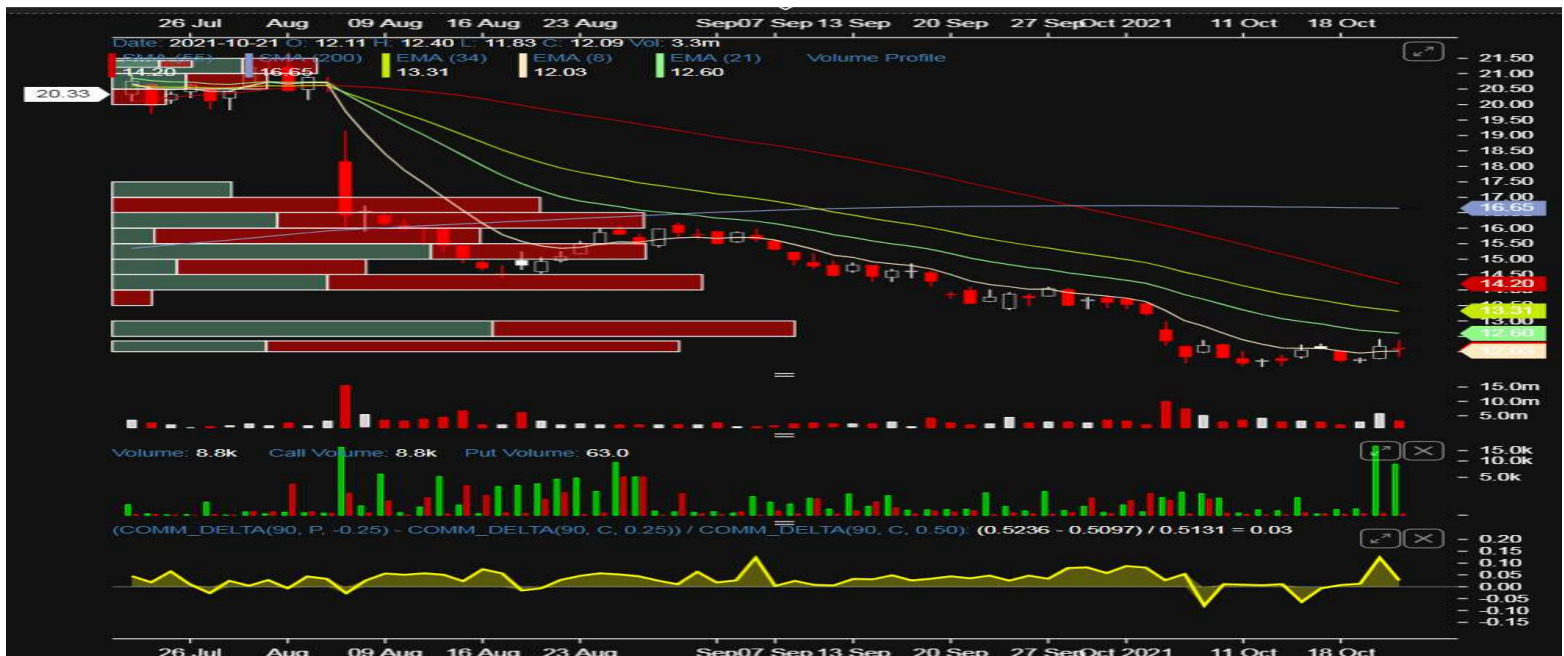 26 Jul Aug 09 Aug 16 Aug 23 Aug Sep07 Sep 13 Sep 20 Sep 27 SepOct 2021 11 Oct 18 Oct
Date: 2021-10-21 O: 12.11 H: 12.40 L: 11.83 C: 12.09 Vol: 3.3m
(200) EMA (34) EMA (8) EMA (21) Volume Profile
14.20 16.65 13.31 12.03 12.60
21.50
21.00
20.50
20.33
20.00
19.50
19.00
18.50
18.00
17.50
17.00
16.65
16.00
15.50
15.00
14.50
14.20
13.31
13.00
12.60
12.03
15.0m
10.0m
5.0m
Volume: 8.8k Call Volume: 8.8k Put Volume: 63.0
15.0k
10.0k
5.0k
(COMM_DELTA(90, P, -0.25) - COMM_DELTA(90, C, 0.25)) / COMM_DELTA(90, C, 0.50): (0.5236 - 0.5097) / 0.5131 = 0.03
0.20
0.15
0.10
0.05
0.00
-0.05
-0.10
-0.15
26 Jul Aug 09 Aug 16 Aug 23 Aug Sep07 Sep 13 Sep 20 Sep 27 SepOct 2021 11 Oct 18 Oct